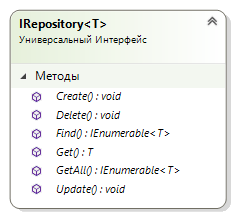 IRepository<T>
Универсальный Интерфейс
Методы
Create() : void
Delete() : void
Find() : IEnumerable<T>
Get() : T
GetAll() : IEnumerable<T>
Update() : void